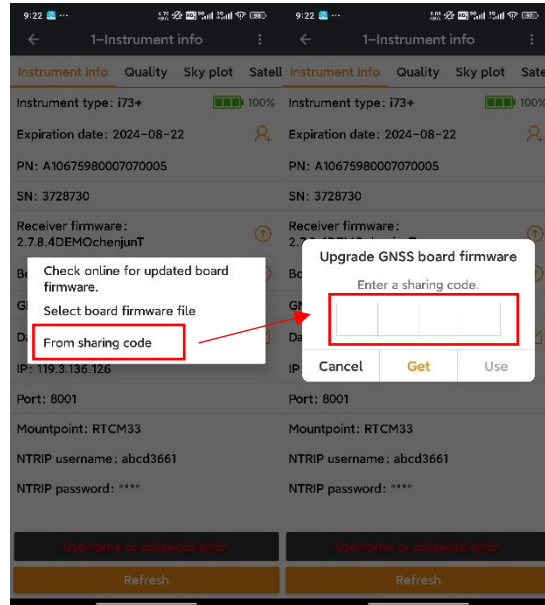 9:22
1-Instrument info
Instrument info Quality Sky plot Satell
Instrument type: i73+ 100%
Expiration date: 2024-08-22
PN: A10675980007070005
SN: 3728730
Receiver firmware:
2.7.8.4DEMOchenjunT
Check online for updated board
firmware.
Select board firmware file
From sharing code
IP: 119.3.136.126
Port: 8001
Mountpoint: RTCM33
NTRIP username: abcd3661
NTRIP password: ****
Username or password error
Refresh
9:22
1-Instrument info
Instrument info Quality Sky plot Sate
Instrument type: i73+ 100%
Expiration date: 2024-08-22
PN: A10675980007070005
SN: 3728730
Receiver firmware:
Upgrade GNSS board firmware
Enter a sharing code.
Cancel Get Use
IP
Port: 8001
Mountpoint: RTCM33
NTRIP username: abcd3661
NTRIP password: ****
Username or password error
Refresh